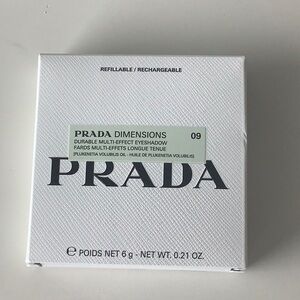 REFILLABLE / RECHARGEABLE
PRADA DIMENSIONS 09
DURABLE MULTI-EFFECT EYESHADOW
FARDS MULTI-EFFETS LONGUE TENUE
[PLUKENETIA VOLUBILIS OIL - HUILE DE PLUKENETIA VOLUBILIS]
PRADA
℮ POIDS NET 6 g - NET WT. 0.21 OZ.